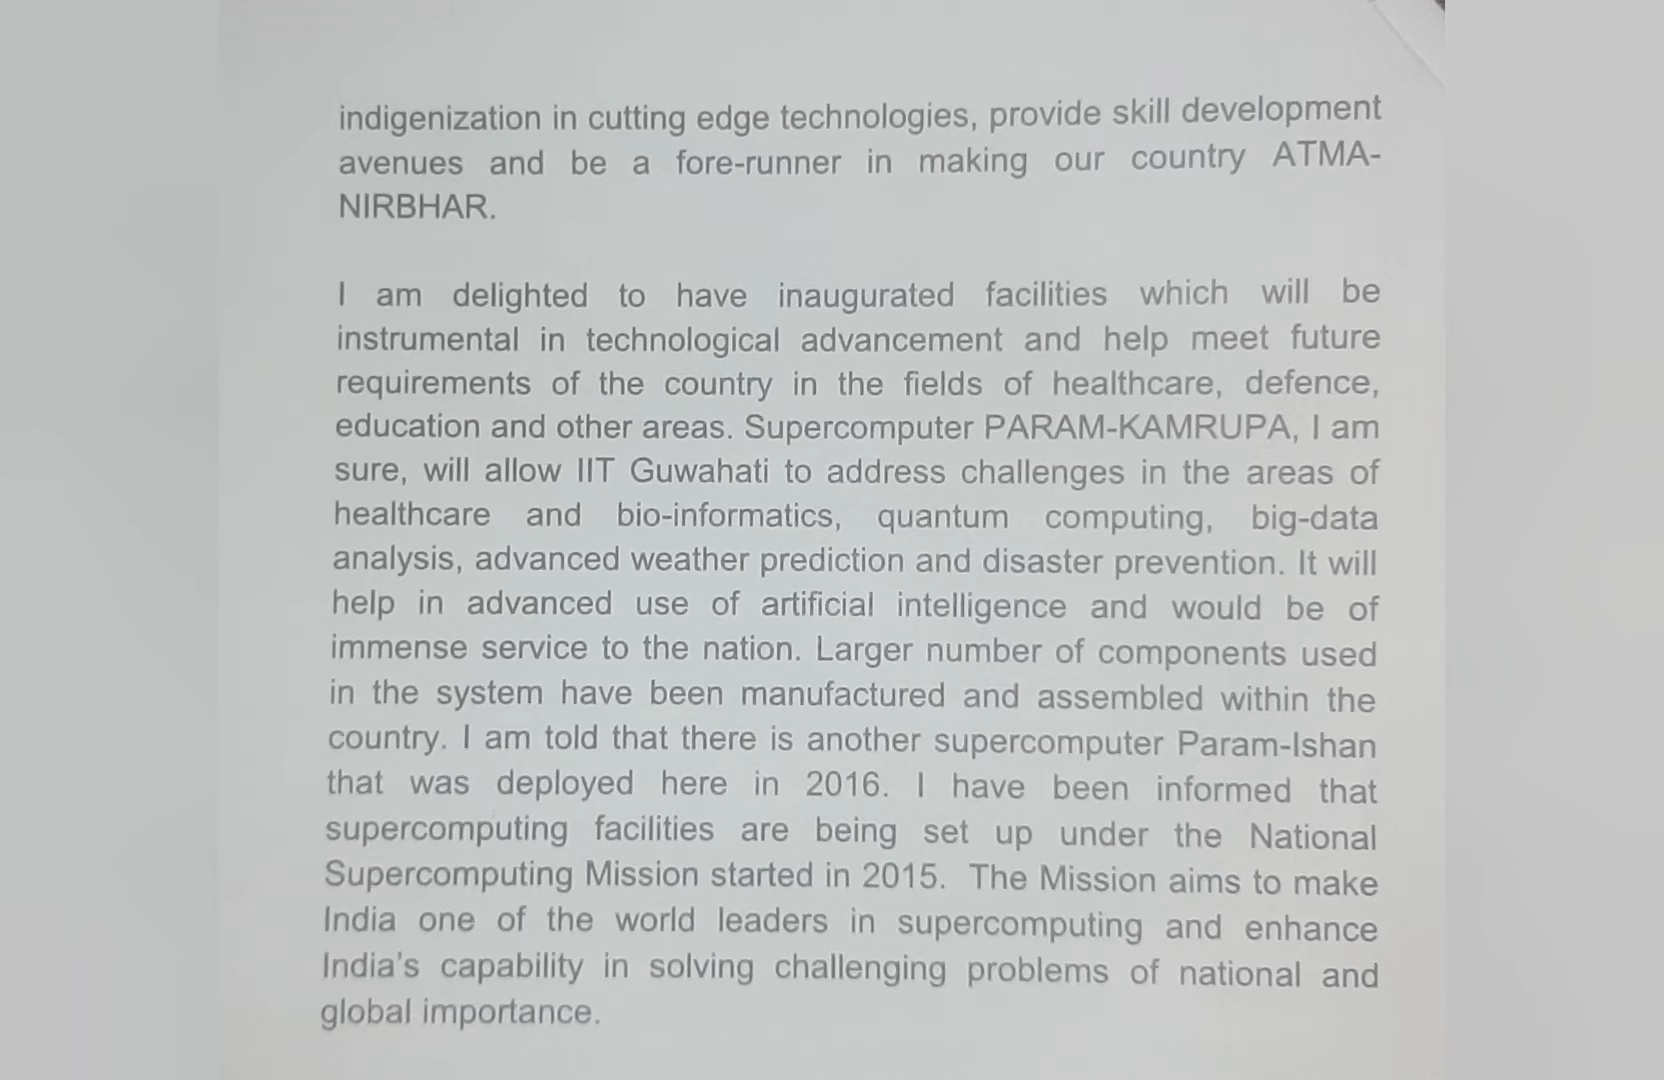 indigenization in cutting edge technologies, provide skill development
avenues and be a fore-runner in making our country ATMA-
NIRBHAR.
I am delighted to have inaugurated facilities which will be
instrumental in technological advancement and help meet future
requirements of the country in the fields of healthcare, defence,
education and other areas. Supercomputer PARAM-KAMRUPA, I am
sure, will allow IIT Guwahati to address challenges in the areas of
healthcare and bio-informatics, quantum computing, big-data
analysis, advanced weather prediction and disaster prevention. It will
help in advanced use of artificial intelligence and would be of
immense service to the nation. Larger number of components used
in the system have been manufactured and assembled within the
country. I am told that there is another supercomputer Param-Ishan
that was deployed here in 2016. I have been informed that
supercomputing facilities are being set up under the National
Supercomputing Mission started in 2015. The Mission aims to make
India one of the world leaders in supercomputing and enhance
India's capability in solving challenging problems of national and
global importance.